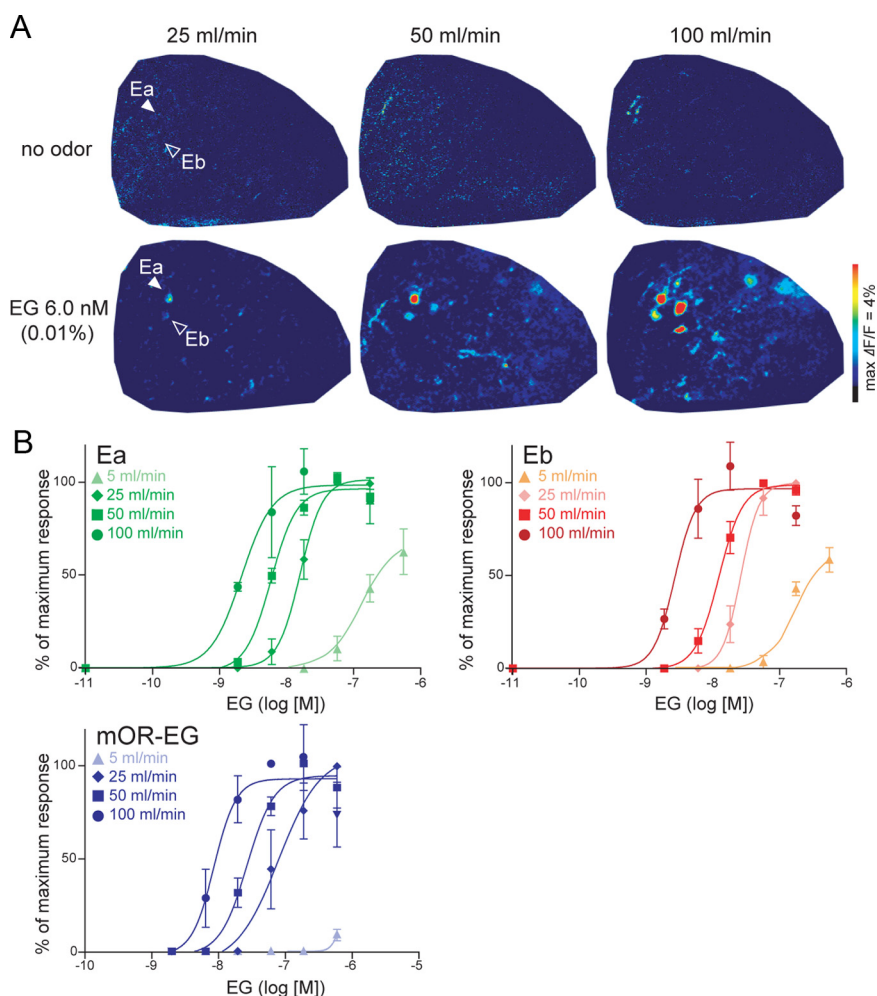 A
25 ml/min 50 ml/min 100 ml/min
Ea
Eb
no odor
Ea
Eb
EG 6.0 nM
(0.01%)
max ΔF/F = 4%
B
Ea
5 ml/min
25 ml/min
50 ml/min
100 ml/min
% of maximum response
100
50
0
-11 -10 -9 -8 -7 -6
EG (log [M])
Eb
5 ml/min
25 ml/min
50 ml/min
100 ml/min
% of maximum response
100
50
0
-11 -10 -9 -8 -7 -6
EG (log [M])
mOR-EG
5 ml/min
25 ml/min
50 ml/min
100 ml/min
% of maximum response
100
50
0
-10 -9 -8 -7 -6 -5
EG (log [M])